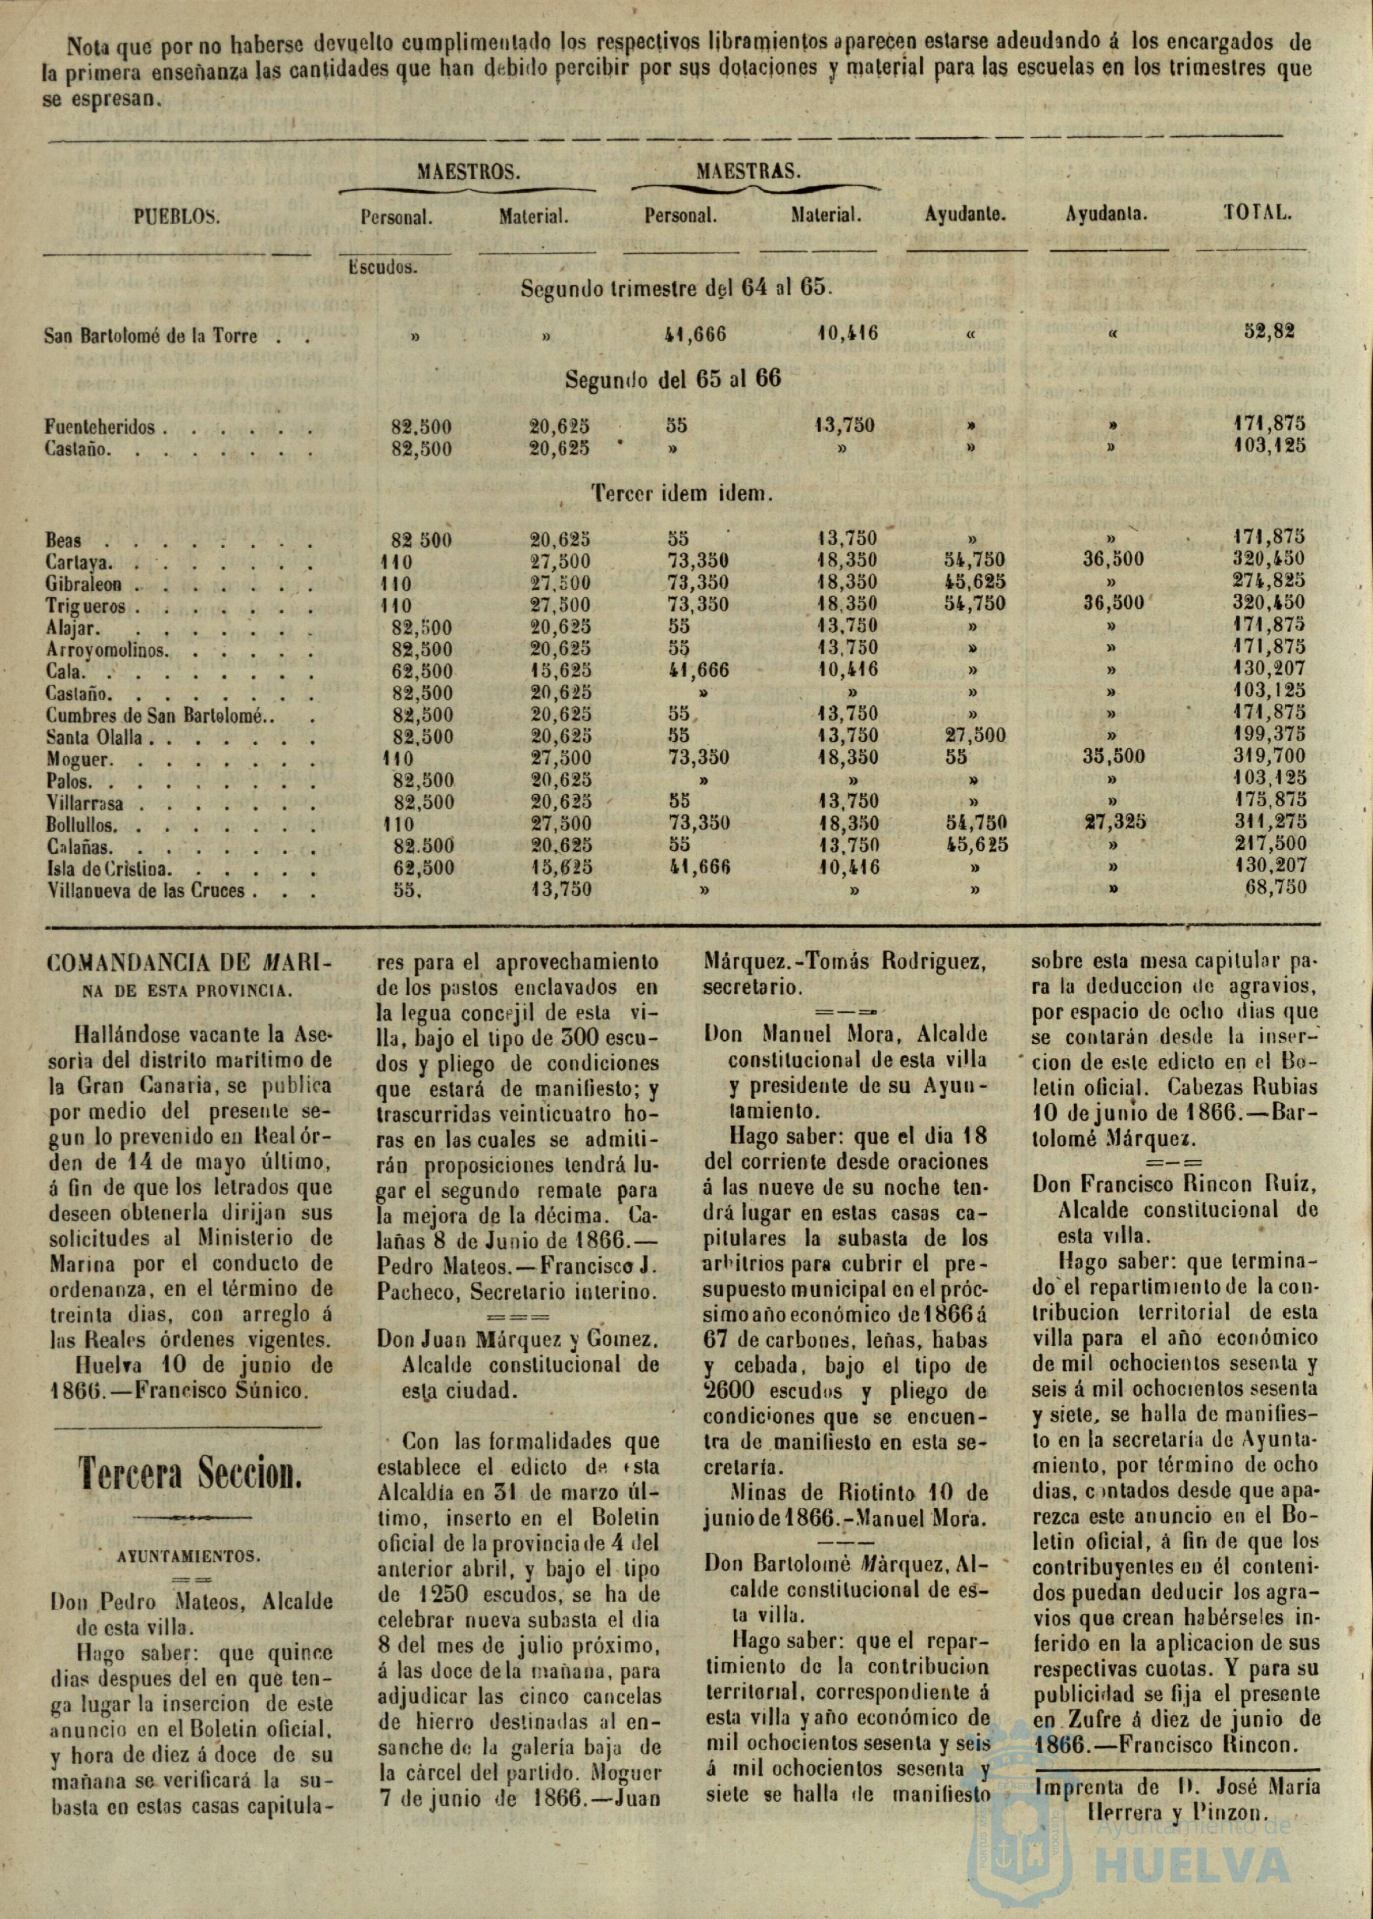 Nota que por no haberse devuelto cumplimentado los respectivos libramientos aparecen estarse adeudando á los encargados de
la primera enseñanza las cantidades que han debido percibir por sus dotaciones y material para las escuelas en los trimestres que
se espresan.
MAESTROS. MAESTRAS.
PUEBLOS. Personal. Material. Personal. Material. Ayudante. Ayudanta. TOTAL.
Escudos.
Segundo trimestre del 64 al 65.
San Bartolomé de la Torre . . » » 41,666 10,416 « « 52,82
Segundo del 65 al 66
Fuenteheridos . . . . . . 82.500 20,625 55 13,750 » » 171,875
Castaño. . . . . . . . 82,500 20,625 » » » » 103,125
Tercer idem idem.
Beas . . . . . . . . 82 500 20,625 55 13,750 » » 171,875
Cartaya. . . . . . . . 110 27,500 73,350 18,350 54,750 36,500 320,450
Gibraleon . . . . . . . 110 27,500 73,350 18,350 45,625 » 274,825
Trigueros . . . . . . . 110 27,500 73,350 18,350 54,750 36,500 320,450
Alajar. . . . . . . . 82,500 20,625 55 13,750 » » 171,875
Arroyomolinos. . . . . . 82,500 20,625 55 13,750 » » 171,875
Cala. . . . . . . . . 62,500 15,625 41,666 10,416 » » 130,207
Castaño. . . . . . . . 82,500 20,625 » » » » 103,125
Cumbres de San Bartolomé.. . 82,500 20,625 55 13,750 » » 171,875
Santa Olalla . . . . . . . 82,500 20,625 55 13,750 27,500 » 199,375
Moguer. . . . . . . . 110 27,500 73,350 18,350 55 35,500 319,700
Palos. . . . . . . . . 82,500 20,625 » » » » 103,125
Villarrasa . . . . . . . 82,500 20,625 55 13,750 » » 175,875
Bollullos. . . . . . . . 110 27,500 73,350 18,350 54,750 27,325 311,275
Calañas. . . . . . . . 82.500 20,625 55 13,750 45,625 » 217,500
Isla de Cristina. . . . . . 62,500 15,625 41,666 10,416 » » 130,207
Villanueva de las Cruces . . . 55. 13,750 » » » » 68,750
COMANDANCIA DE MARI-
NA DE ESTA PROVINCIA.
Hallándose vacante la Ase-
soria del distrito maritimo de
la Gran Canaria, se publica
por medio del presente se-
gun lo prevenido en Real ór-
den de 14 de mayo último,
á fin de que los letrados que
deseen obtenerla dirijan sus
solicitudes al Ministerio de
Marina por el conducto de
ordenanza, en el término de
treinta dias, con arreglo á
las Reales órdenes vigentes.
Huelva 10 de junio de
1866.—Francisco Súnico.
Tercera Seccion.
AYUNTAMIENTOS.
Don Pedro Mateos, Alcalde
de esta villa.
Hago saber: que quince
dias despues del en que ten-
ga lugar la insercion de este
anuncio en el Boletin oficial,
y hora de diez á doce de su
mañana se verificará la su-
basta en estas casas capitula-
res para el aprovechamiento
de los pastos enclavados en
la legua concejil de esta vi-
lla, bajo el tipo de 300 escu-
dos y pliego de condiciones
que estará de manifiesto; y
trascurridas veinticuatro ho-
ras en las cuales se admiti-
rán proposiciones tendrá lu-
gar el segundo remate para
la mejora de la décima. Ca-
lañas 8 de Junio de 1866.—
Pedro Mateos.—Francisco J.
Pacheco, Secretario interino.
Don Juan Márquez y Gomez,
Alcalde constitucional de
esta ciudad.
Con las formalidades que
establece el edicto de esta
Alcaldía en 31 de marzo úl-
timo, inserto en el Boletin
oficial de la provincia de 4 del
anterior abril, y bajo el tipo
de 1250 escudos, se ha de
celebrar nueva subasta el dia
8 del mes de julio próximo,
á las doce de la mañana, para
adjudicar las cinco cancelas
de hierro destinadas al en-
sanche de la galería baja de
la cárcel del partido. Moguer
7 de junio de 1866.—Juan
Márquez.-Tomás Rodriguez,
secretario.
Don Manuel Mora, Alcalde
constitucional de esta villa
y presidente de su Ayun-
tamiento.
Hago saber: que el dia 18
del corriente desde oraciones
á las nueve de su noche ten-
drá lugar en estas casas ca-
pitulares la subasta de los
arbitrios para cubrir el pre-
supuesto municipal en el próc-
simo año económico de 1866 á
67 de carbones, leñas, habas
y cebada, bajo el tipo de
2600 escudos y pliego de
condiciones que se encuen-
tra de manifiesto en esta se-
cretaría.
Minas de Riotinto 10 de
junio de 1866.-Manuel Mora.
Don Bartolomé Márquez, Al-
calde constitucional de es-
ta villa.
Hago saber: que el repar-
timiento de la contribucion
territorial, correspondiente á
esta villa y año económico de
mil ochocientos sesenta y seis
á mil ochocientos sesenta y
siete se halla de manifiesto
sobre esta mesa capitular pa-
ra la deduccion de agravios,
por espacio de ocho dias que
se contarán desde la inser-
cion de este edicto en el Bo-
letin oficial. Cabezas Rubias
10 de junio de 1866.—Bar-
tolomé Márquez.
Don Francisco Rincon Ruiz,
Alcalde constitucional de
esta villa.
Hago saber: que termina-
do el repartimiento de la con-
tribucion territorial de esta
villa para el año económico
de mil ochocientos sesenta y
seis á mil ochocientos sesenta
y siete, se halla de manifies-
to en la secretaría de Ayunta-
miento, por término de ocho
dias, contados desde que apa-
rezca este anuncio en el Bo-
letin oficial, á fin de que los
contribuyentes en él conteni-
dos puedan deducir los agra-
vios que crean habérseles in-
ferido en la aplicacion de sus
respectivas cuotas. Y para su
publicidad se fija el presente
en Zufre á diez de junio de
1866.—Francisco Rincon.
Imprenta de D. José María
Herrera y Pinzon.
Ayuntamiento de
HUELVA